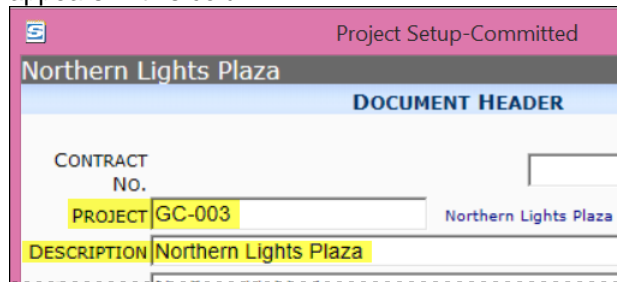 Project Setup-Committed
Northern Lights Plaza
DOCUMENT HEADER
CONTRACT
NO.
PROJECT GC-003 Northern Lights Plaza
DESCRIPTION Northern Lights Plaza